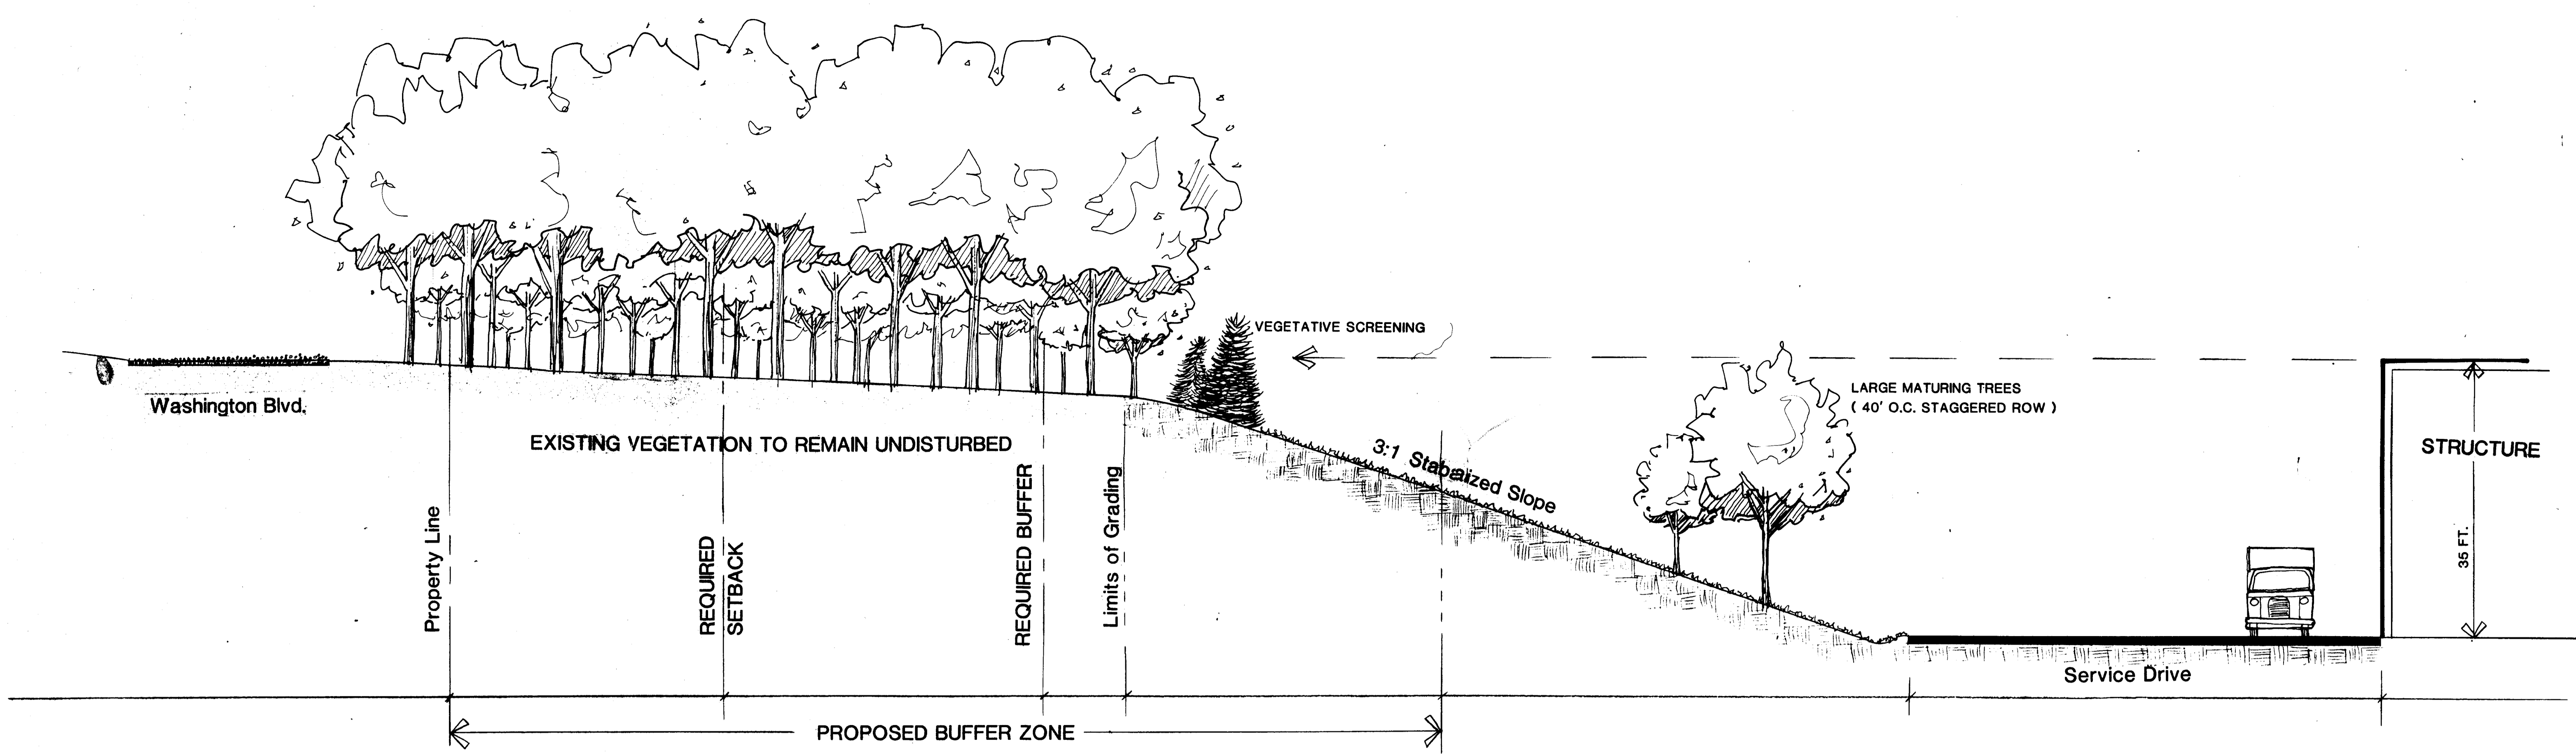 VEGETATIVE SCREENING
LARGE MATURING TREES
( 40' O.C. STAGGERED ROW )
Washington Blvd.
EXISTING VEGETATION TO REMAIN UNDISTURBED
3:1 Stabalized Slope
STRUCTURE
35 FT.
Property Line
REQUIRED
SETBACK
REQUIRED BUFFER
Limits of Grading
Service Drive
PROPOSED BUFFER ZONE